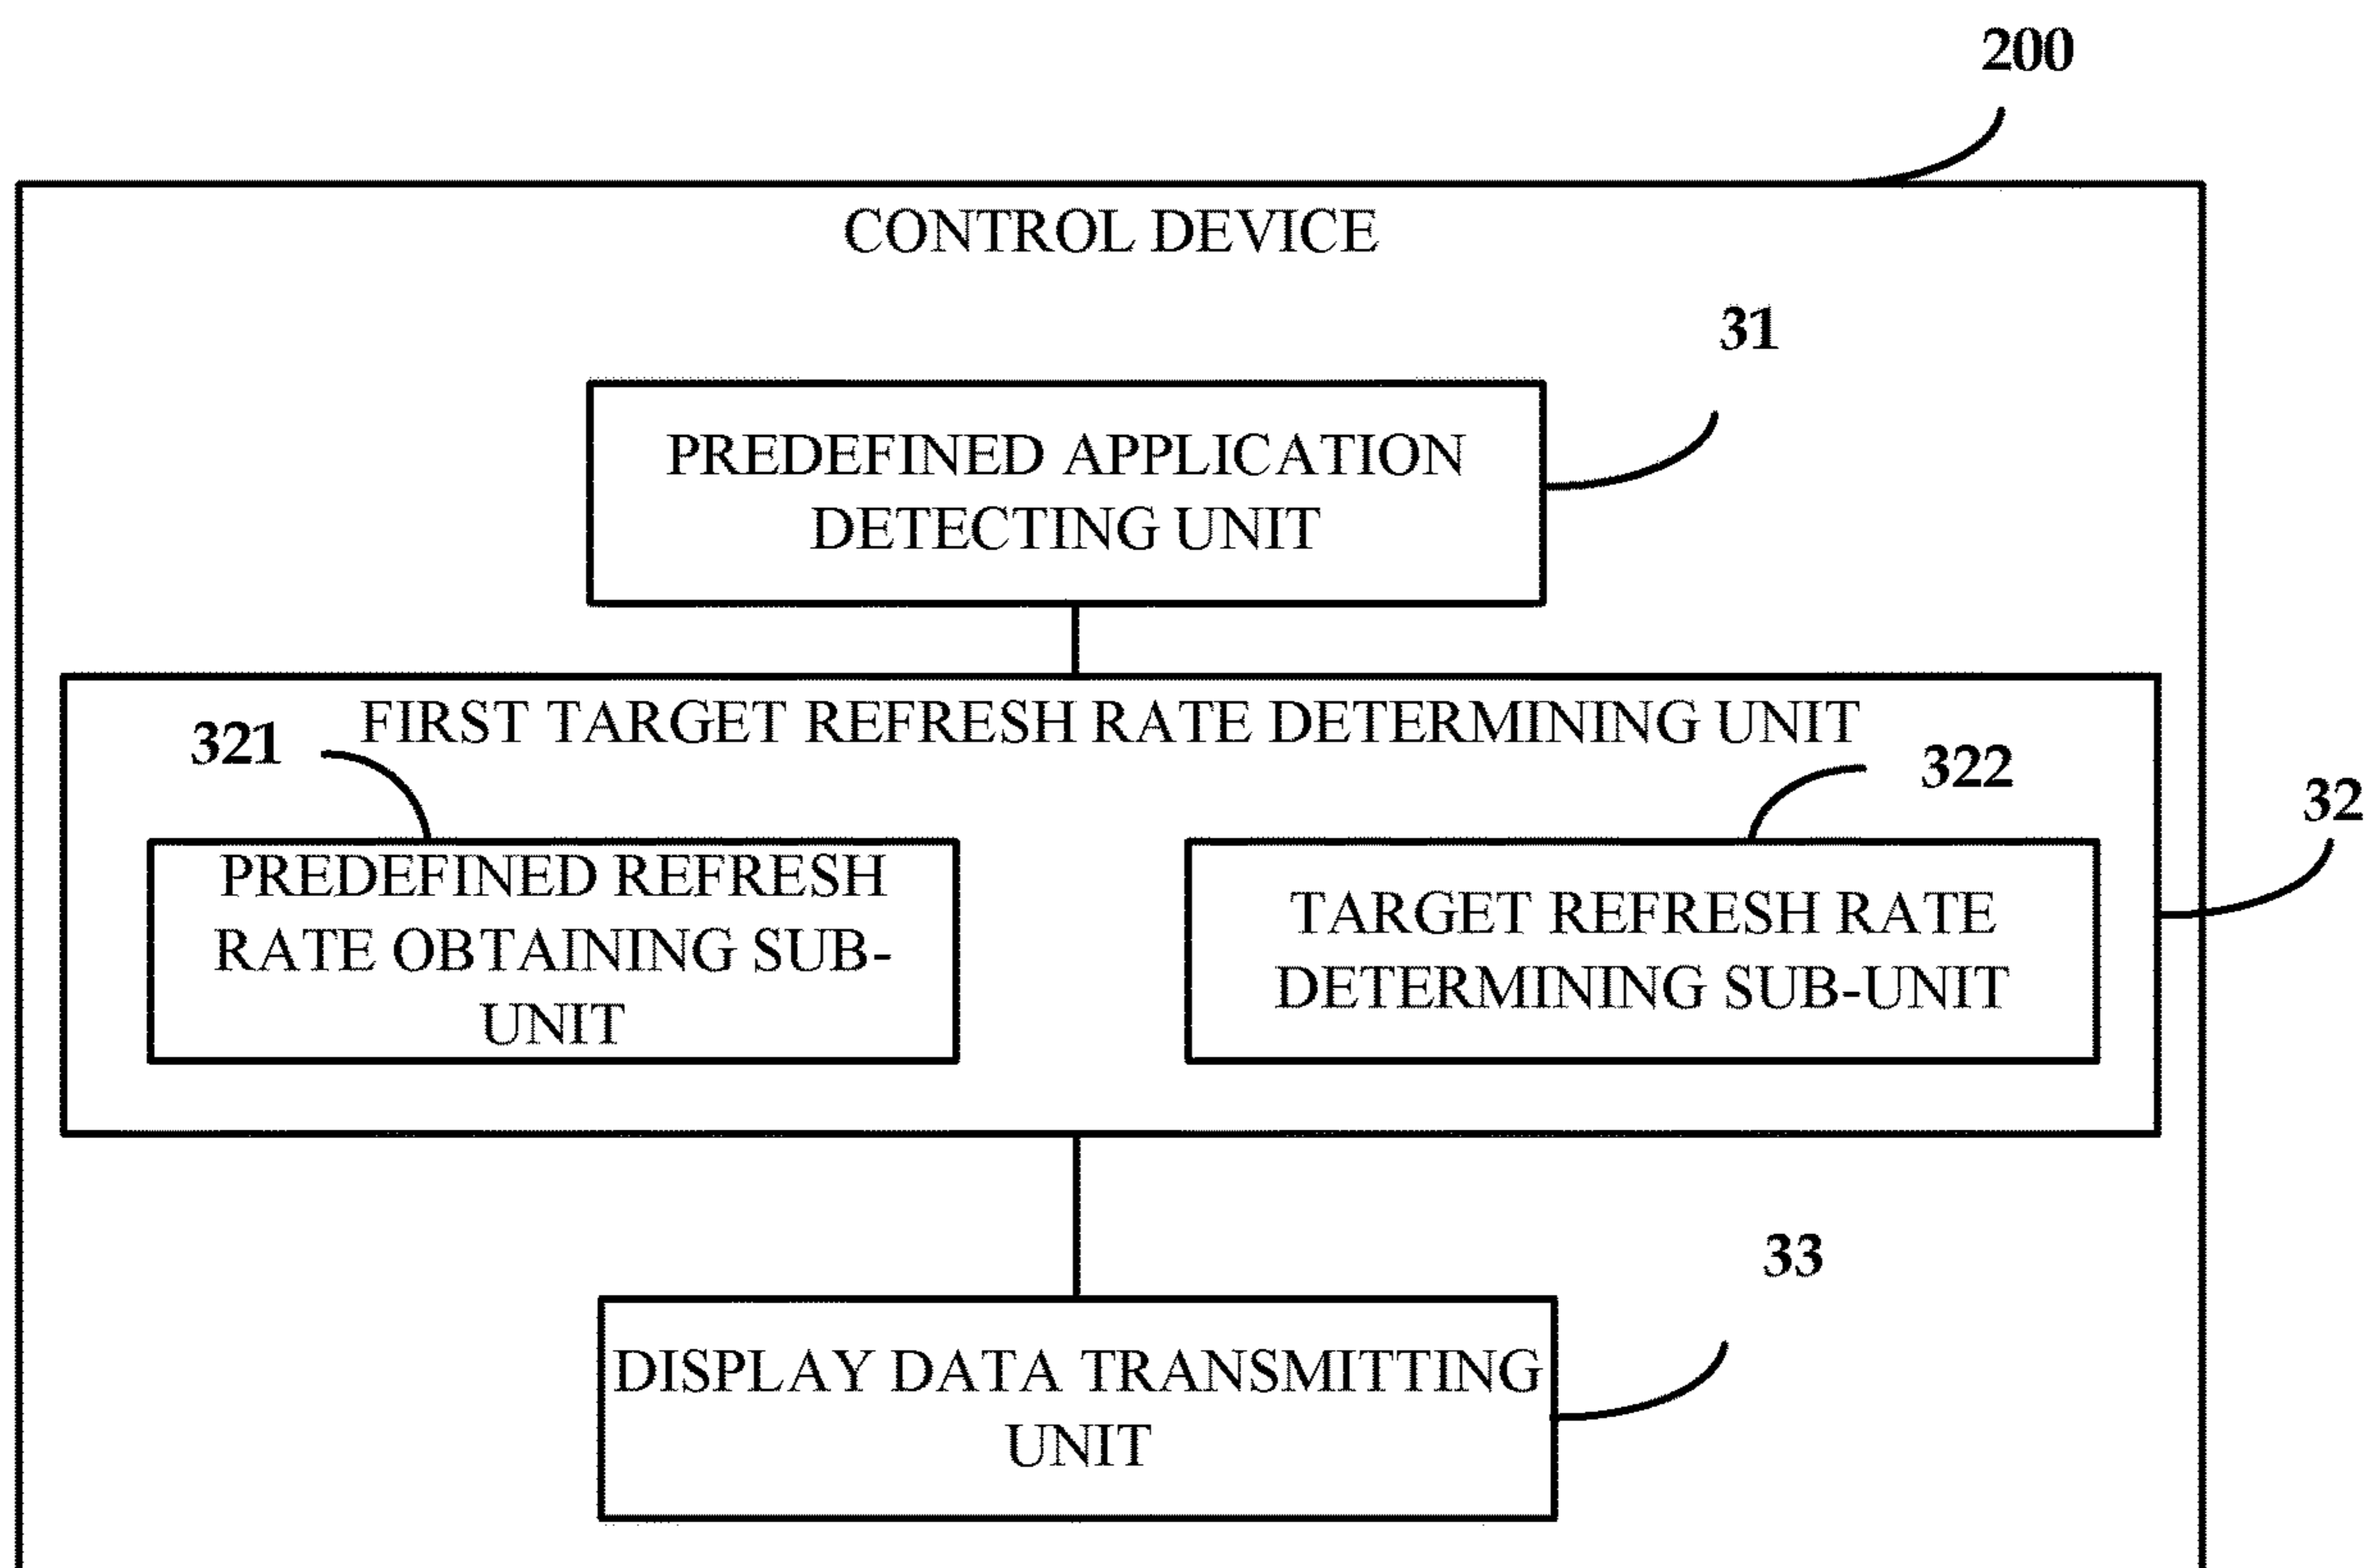 200
CONTROL DEVICE
31
PREDEFINED APPLICATION
DETECTING UNIT
FIRST TARGET REFRESH RATE DETERMINING UNIT
321
322
32
PREDEFINED REFRESH
RATE OBTAINING SUB-
UNIT
TARGET REFRESH RATE
DETERMINING SUB-UNIT
33
DISPLAY DATA TRANSMITTING
UNIT